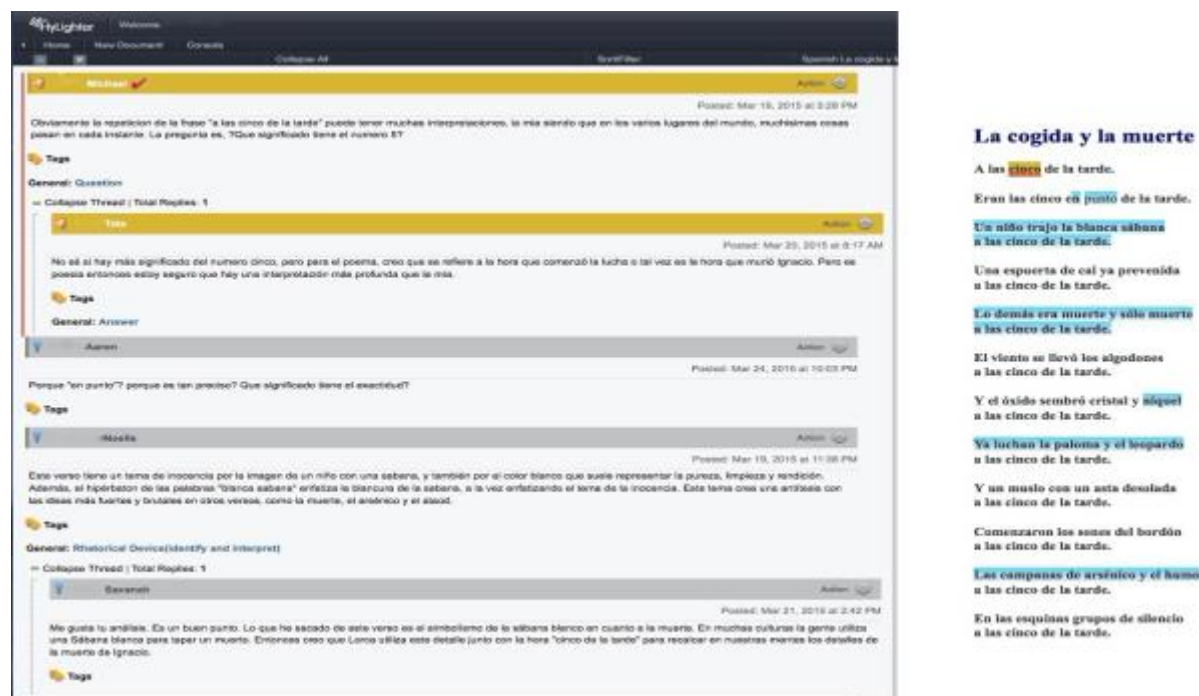 HyLighter Welcome
Home New Document Console
Collapse All Sort/Filter Spanish La cogida y
Michael
Action
Posted: Mar 19, 2015 at 3:28 PM
Obviamente la repeticion de la frase "a las cinco de la tarde" puede tener muchas interpretaciones, la mia siendo que en los varios lugares del mundo, muchisimas cosas
pasan en cada instante. La pregunta es, ?Que significado tiene el numero 5?
Tags
General: Question
Collapse Thread | Total Replies: 1
Action
Posted: Mar 20, 2015 at 8:17 AM
No sé si hay más significado del numero cinco, pero para el poema, creo que se refiere a la hora que comenzó la lucha o tal vez es la hora que murió Ignacio. Pero es
poesia entonces estoy seguro que hay una interpretación más profunda que la mia.
Tags
General: Answer
Aaron
Action
Posted: Mar 24, 2015 at 10:03 PM
Porque "en punto"? porque es tan preciso? Que significado tiene el exactidud?
Tags
Noelia
Action
Posted: Mar 19, 2015 at 11:38 PM
Este verso tiene un tema de inocencia por la imagen de un niño con una sabena, y también por el color blanco que suele representar la pureza, limpieza y rendición.
Además, el hipérbaton de las palabras "blanca sabana" enfatiza la blancura de la sabena, a la vez enfatizando el tema de la inocencia. Este tema crea una antítesis con
las ideas más fuertes y brutales en otros versos, como la muerte, el arsénico y el ataúd.
Tags
General: Rhetorical Device(identify and interpret)
Collapse Thread | Total Replies: 1
Savanah
Action
Posted: Mar 21, 2015 at 2:42 PM
Me gusta tu análisis. Es un buen punto. Lo que he sacado de este verso es el simbolismo de la sábana blanco en cuanto a la muerte. En muchas culturas la gente utiliza
una Sábana blanca para tapar un muerto. Entonces creo que Lorca utiliza este detalle junto con la hora "cinco de la tarde" para recalcar en nuestras mentes los detalles de
la muerte de Ignacio.
Tags
La cogida y la muerte
A las cinco de la tarde.
Eran las cinco en punto de la tarde.
Un niño trajo la blanca sábana
a las cinco de la tarde.
Una espuerta de cal ya prevenida
a las cinco de la tarde.
Lo demás era muerte y sólo muerte
a las cinco de la tarde.
El viento se llevó los algodones
a las cinco de la tarde.
Y el óxido sembró cristal y níquel
a las cinco de la tarde.
Ya luchan la paloma y el leopardo
a las cinco de la tarde.
Y un muslo con un asta desolada
a las cinco de la tarde.
Comenzaron los sones del bordón
a las cinco de la tarde.
Las campanas de arsénico y el humo
a las cinco de la tarde.
En las esquinas grupos de silencio
a las cinco de la tarde.